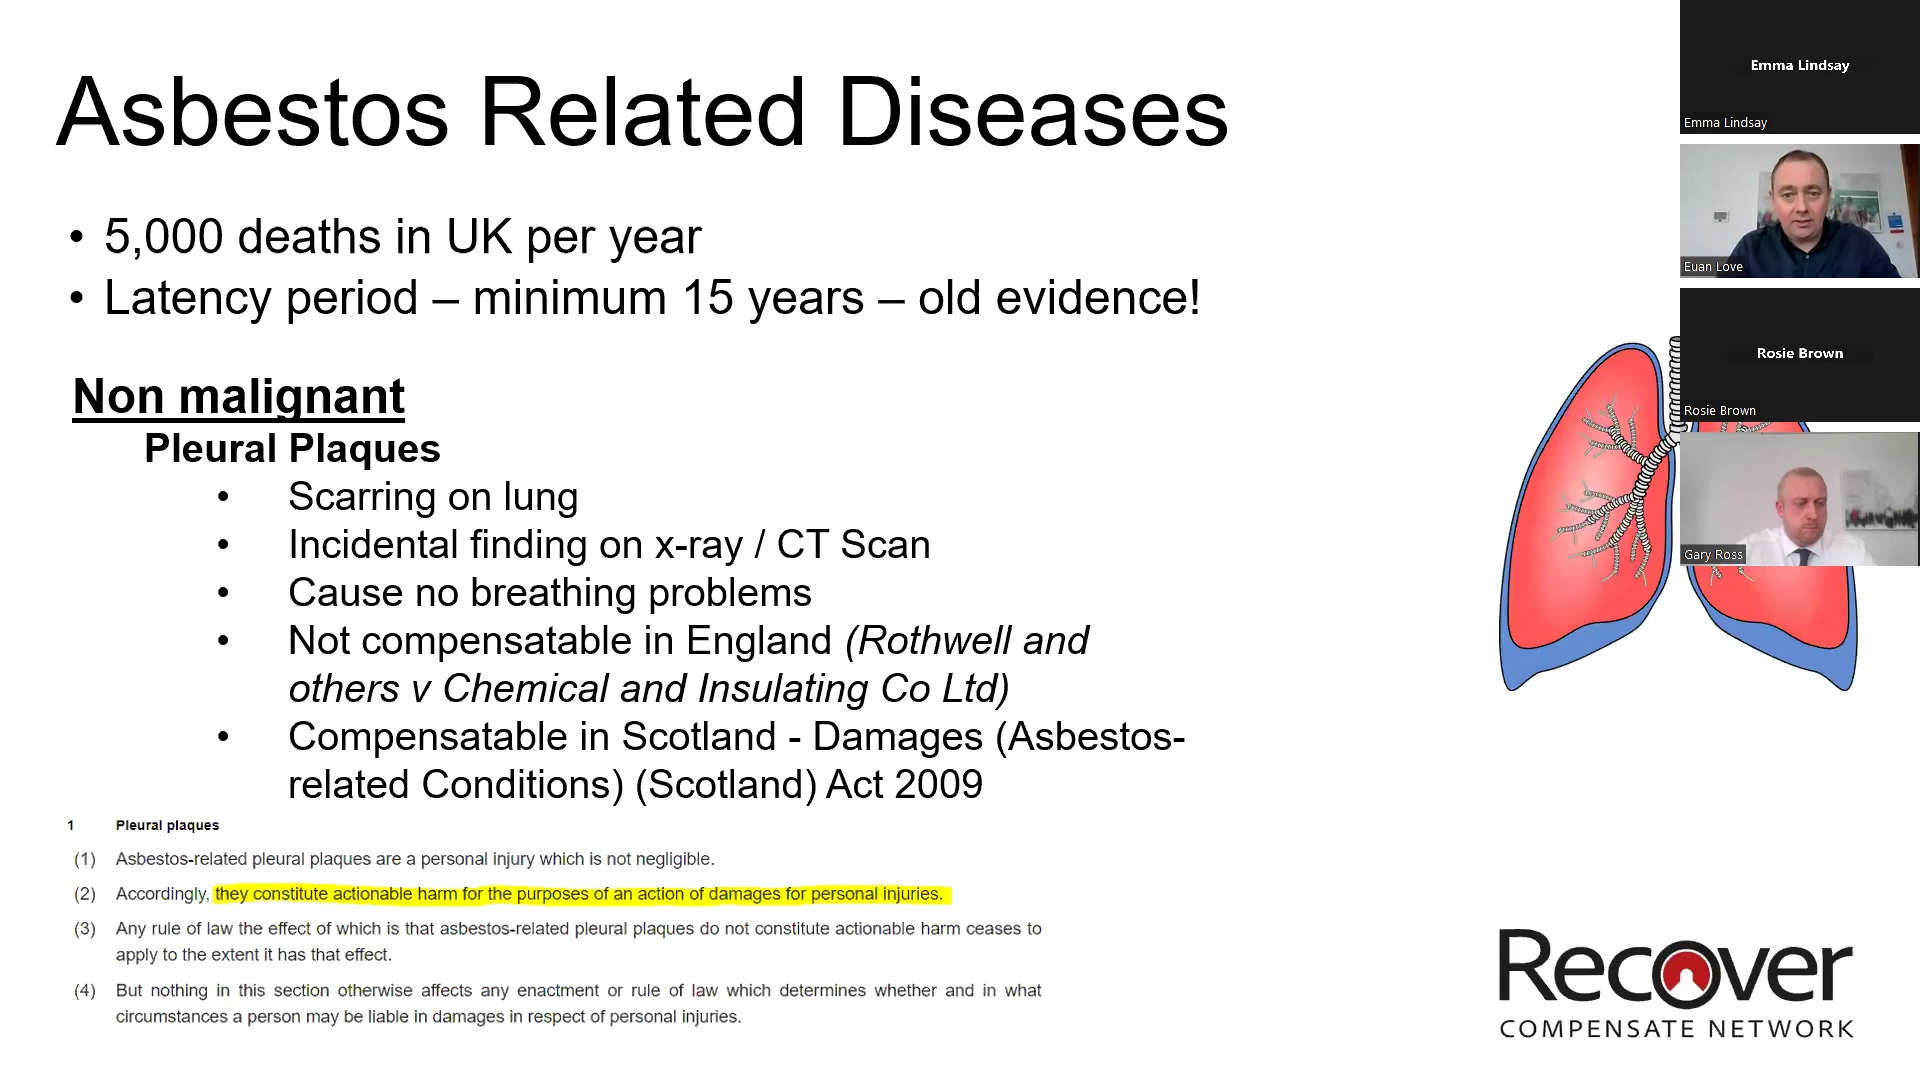 Asbestos Related Diseases
• 5,000 deaths in UK per year
• Latency period – minimum 15 years – old evidence!
Non malignant
Pleural Plaques
• Scarring on lung
• Incidental finding on x-ray / CT Scan
• Cause no breathing problems
• Not compensatable in England (Rothwell and
others v Chemical and Insulating Co Ltd)
• Compensatable in Scotland - Damages (Asbestos-
related Conditions) (Scotland) Act 2009
1 Pleural plaques
(1) Asbestos-related pleural plaques are a personal injury which is not negligible.
(2) Accordingly, they constitute actionable harm for the purposes of an action of damages for personal injuries.
(3) Any rule of law the effect of which is that asbestos-related pleural plaques do not constitute actionable harm ceases to
apply to the extent it has that effect.
(4) But nothing in this section otherwise affects any enactment or rule of law which determines whether and in what
circumstances a person may be liable in damages in respect of personal injuries.
Emma Lindsay
Emma Lindsay
Euan Love
Rosie Brown
Rosie Brown
Gary Ross
Recover
COMPENSATE NETWORK